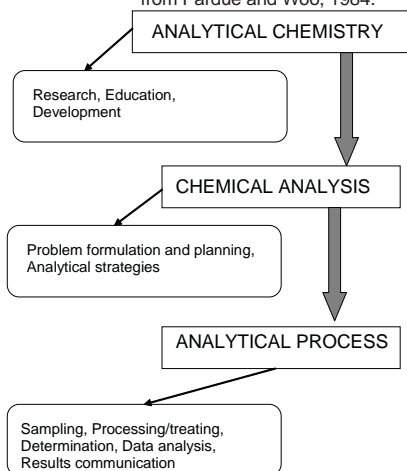 from Pardue and Woo, 1984.
ANALYTICAL CHEMISTRY
Research, Education,
Development
CHEMICAL ANALYSIS
Problem formulation and planning,
Analytical strategies
ANALYTICAL PROCESS
Sampling, Processing/treating,
Determination, Data analysis,
Results communication